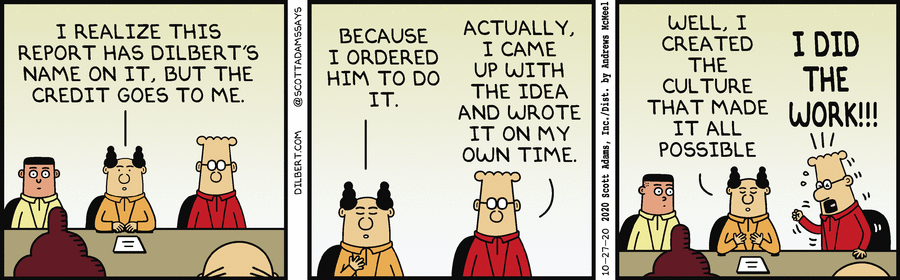 I REALIZE THIS
REPORT HAS DILBERT'S
NAME ON IT, BUT THE
CREDIT GOES TO ME.
@SCOTTADAMSSAYS
DILBERT.COM
BECAUSE
I ORDERED
HIM TO DO
IT.
ACTUALLY,
I CAME
UP WITH
THE IDEA
AND WROTE
IT ON MY
OWN TIME.
10-27-20 2020 Scott Adams, Inc./Dist. by Andrews McMeel
WELL, I
CREATED
THE
CULTURE
THAT MADE
IT ALL
POSSIBLE
I DID
THE
WORK!!!